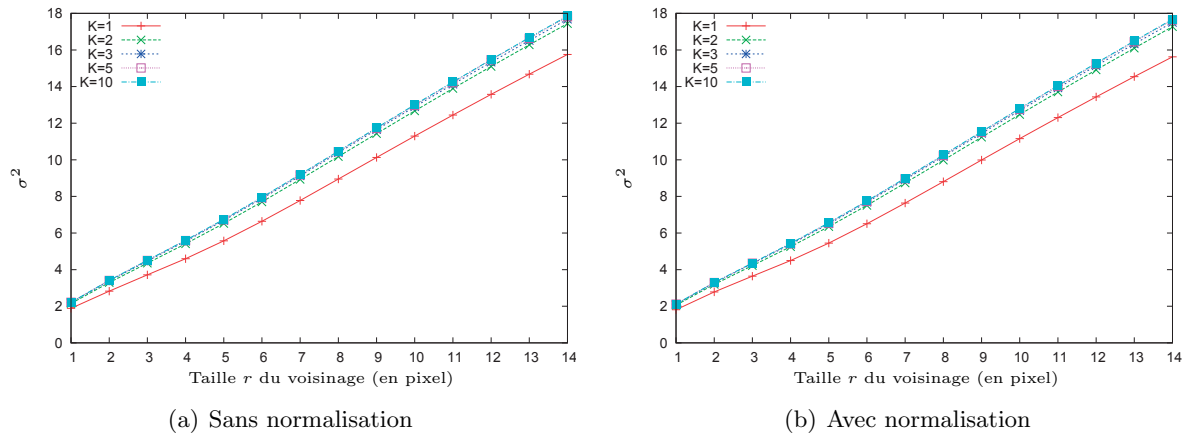 18
16
14
12
10
8
6
4
2
0
σ²
K=1
K=2
K=3
K=5
K=10
1 2 3 4 5 6 7 8 9 10 11 12 13 14
Taille r du voisinage (en pixel)
(a) Sans normalisation
18
16
14
12
10
8
6
4
2
0
σ²
K=1
K=2
K=3
K=5
K=10
1 2 3 4 5 6 7 8 9 10 11 12 13 14
Taille r du voisinage (en pixel)
(b) Avec normalisation